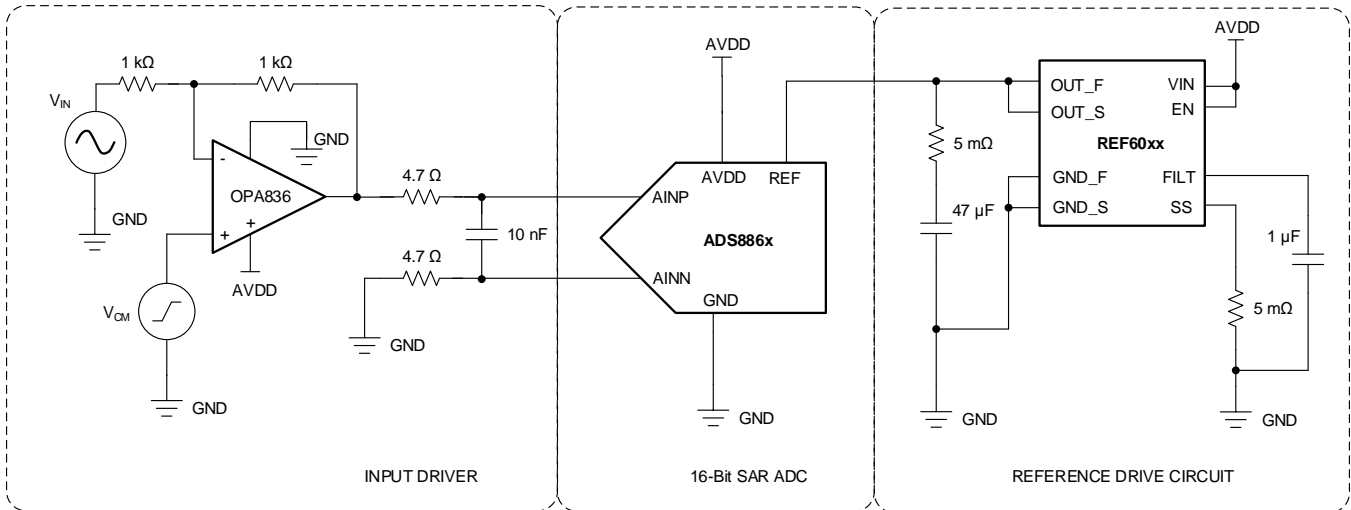 1 kΩ
1 kΩ
V_IN
GND
-
OPA836
+
+
GND
AVDD
V_CM
GND
4.7 Ω
10 nF
4.7 Ω
GND
INPUT DRIVER
AVDD
AVDD
REF
AINP
ADS886x
AINN
GND
GND
16-Bit SAR ADC
AVDD
OUT_F
VIN
OUT_S
EN
REF60xx
5 mΩ
GND_F
FILT
GND_S
SS
47 µF
1 µF
5 mΩ
GND
GND
REFERENCE DRIVE CIRCUIT